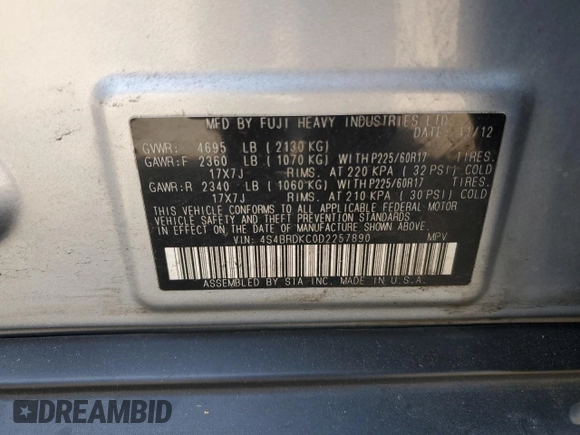 MFD BY FUJI HEAVY INDUSTRIES LTD.
DATE: 11/12
GVWR: 4695 LB ( 2130 KG)
GAWR:F 2360 LB ( 1070 KG) WITH P225/60R17 TIRES,
17X7J RIMS, AT 220 KPA ( 32 PSI) COLD
GAWR:R 2340 LB ( 1060 KG) WITH P225/60R17 TIRES,
17X7J RIMS, AT 210 KPA ( 30 PSI) COLD
THIS VEHICLE CONFORMS TO ALL APPLICABLE FEDERAL MOTOR
VEHICLE SAFETY AND THEFT PREVENTION STANDARDS
IN EFFECT ON THE DATE OF MANUFACTURE SHOWN ABOVE.
VIN: 4S4BRDKC0D2257890 MPV
ASSEMBLED BY SIA INC. MADE IN U.S.A.
DREAMBID